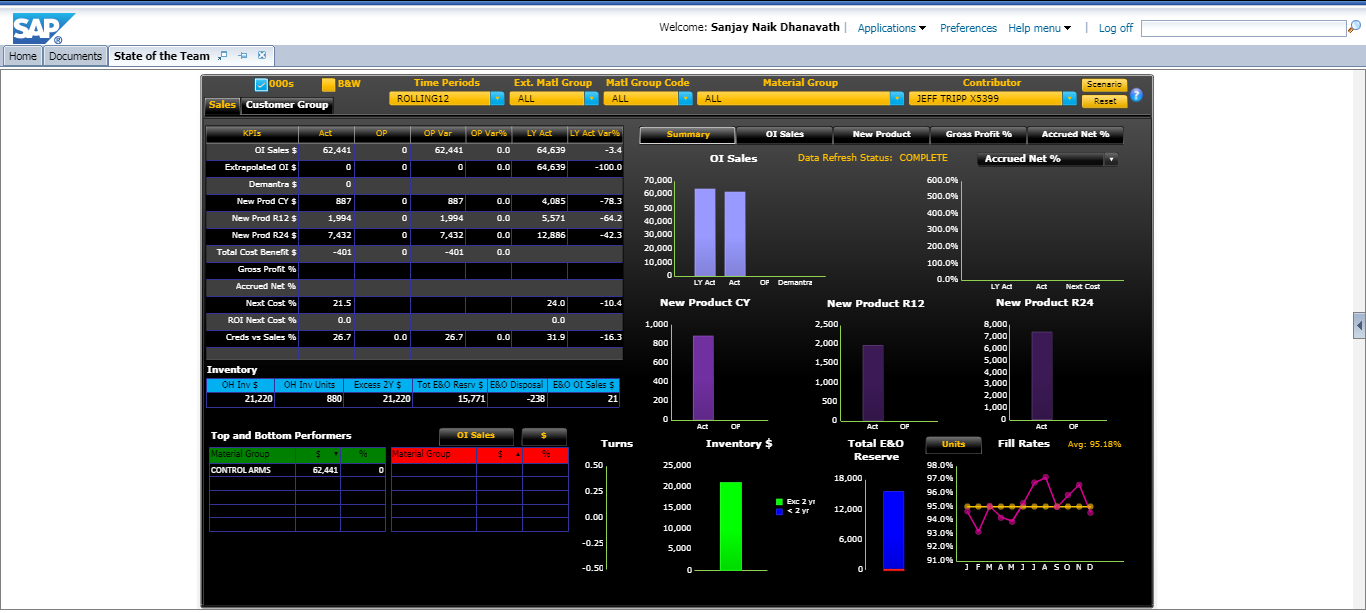 SAP ®
Welcome: Sanjay Naik Dhanavath | Applications Preferences Help menu | Log off
Home Documents State of the Team
000s B&W Time Periods Ext. Matl Group Matl Group Code Material Group Contributor Scenario
ROLLING12 ALL ALL ALL JEFF TRIPP X5399 Reset ?
Sales Customer Group
KPIs Act OP OP Var OP Var% LY Act LY Act Var%
OI Sales $ 62,441 0 62,441 0.0 64,639 -3.4
Extrapolated OI $ 0 0 0 0.0 64,639 -100.0
Demantra $ 0
New Prod CY $ 887 0 887 0.0 4,085 -78.3
New Prod R12 $ 1,994 0 1,994 0.0 5,571 -64.2
New Prod R24 $ 7,432 0 7,432 0.0 12,886 -42.3
Total Cost Benefit $ -401 0 -401 0.0
Gross Profit %
Accrued Net %
Next Cost % 21.5 24.0 -10.4
ROI Next Cost % 0.0 0.0
Creds vs Sales % 26.7 0.0 26.7 0.0 31.9 -16.3
Inventory
OH Inv $ OH Inv Units Excess 2Y $ Tot E&O Resrv $ E&O Disposal E&O OI Sales $
21,220 880 21,220 15,771 -238 21
Top and Bottom Performers OI Sales $
Material Group $ % Material Group $ %
CONTROL ARMS 62,441 0
Summary OI Sales New Product Gross Profit % Accrued Net %
OI Sales Data Refresh Status: COMPLETE Accrued Net %
70,000
60,000
50,000
40,000
30,000
20,000
10,000
0
LY Act Act OP Demantra
600.0%
500.0%
400.0%
300.0%
200.0%
100.0%
0.0%
LY Act Act Next Cost
New Product CY New Product R12 New Product R24
1,000
800
600
400
200
0
Act OP
2,500
2,000
1,500
1,000
500
0
Act OP
8,000
7,000
6,000
5,000
4,000
3,000
2,000
1,000
0
Act OP
Turns Inventory $ Total E&O Reserve Units Fill Rates Avg: 95.18%
0.50
0.25
0.00
-0.25
-0.50
25,000
20,000
15,000
10,000
5,000
0
Exc 2 yr
< 2 yr
18,000
12,000
6,000
0
98.0%
97.0%
96.0%
95.0%
94.0%
93.0%
92.0%
91.0%
J F M A M J J A S O N D